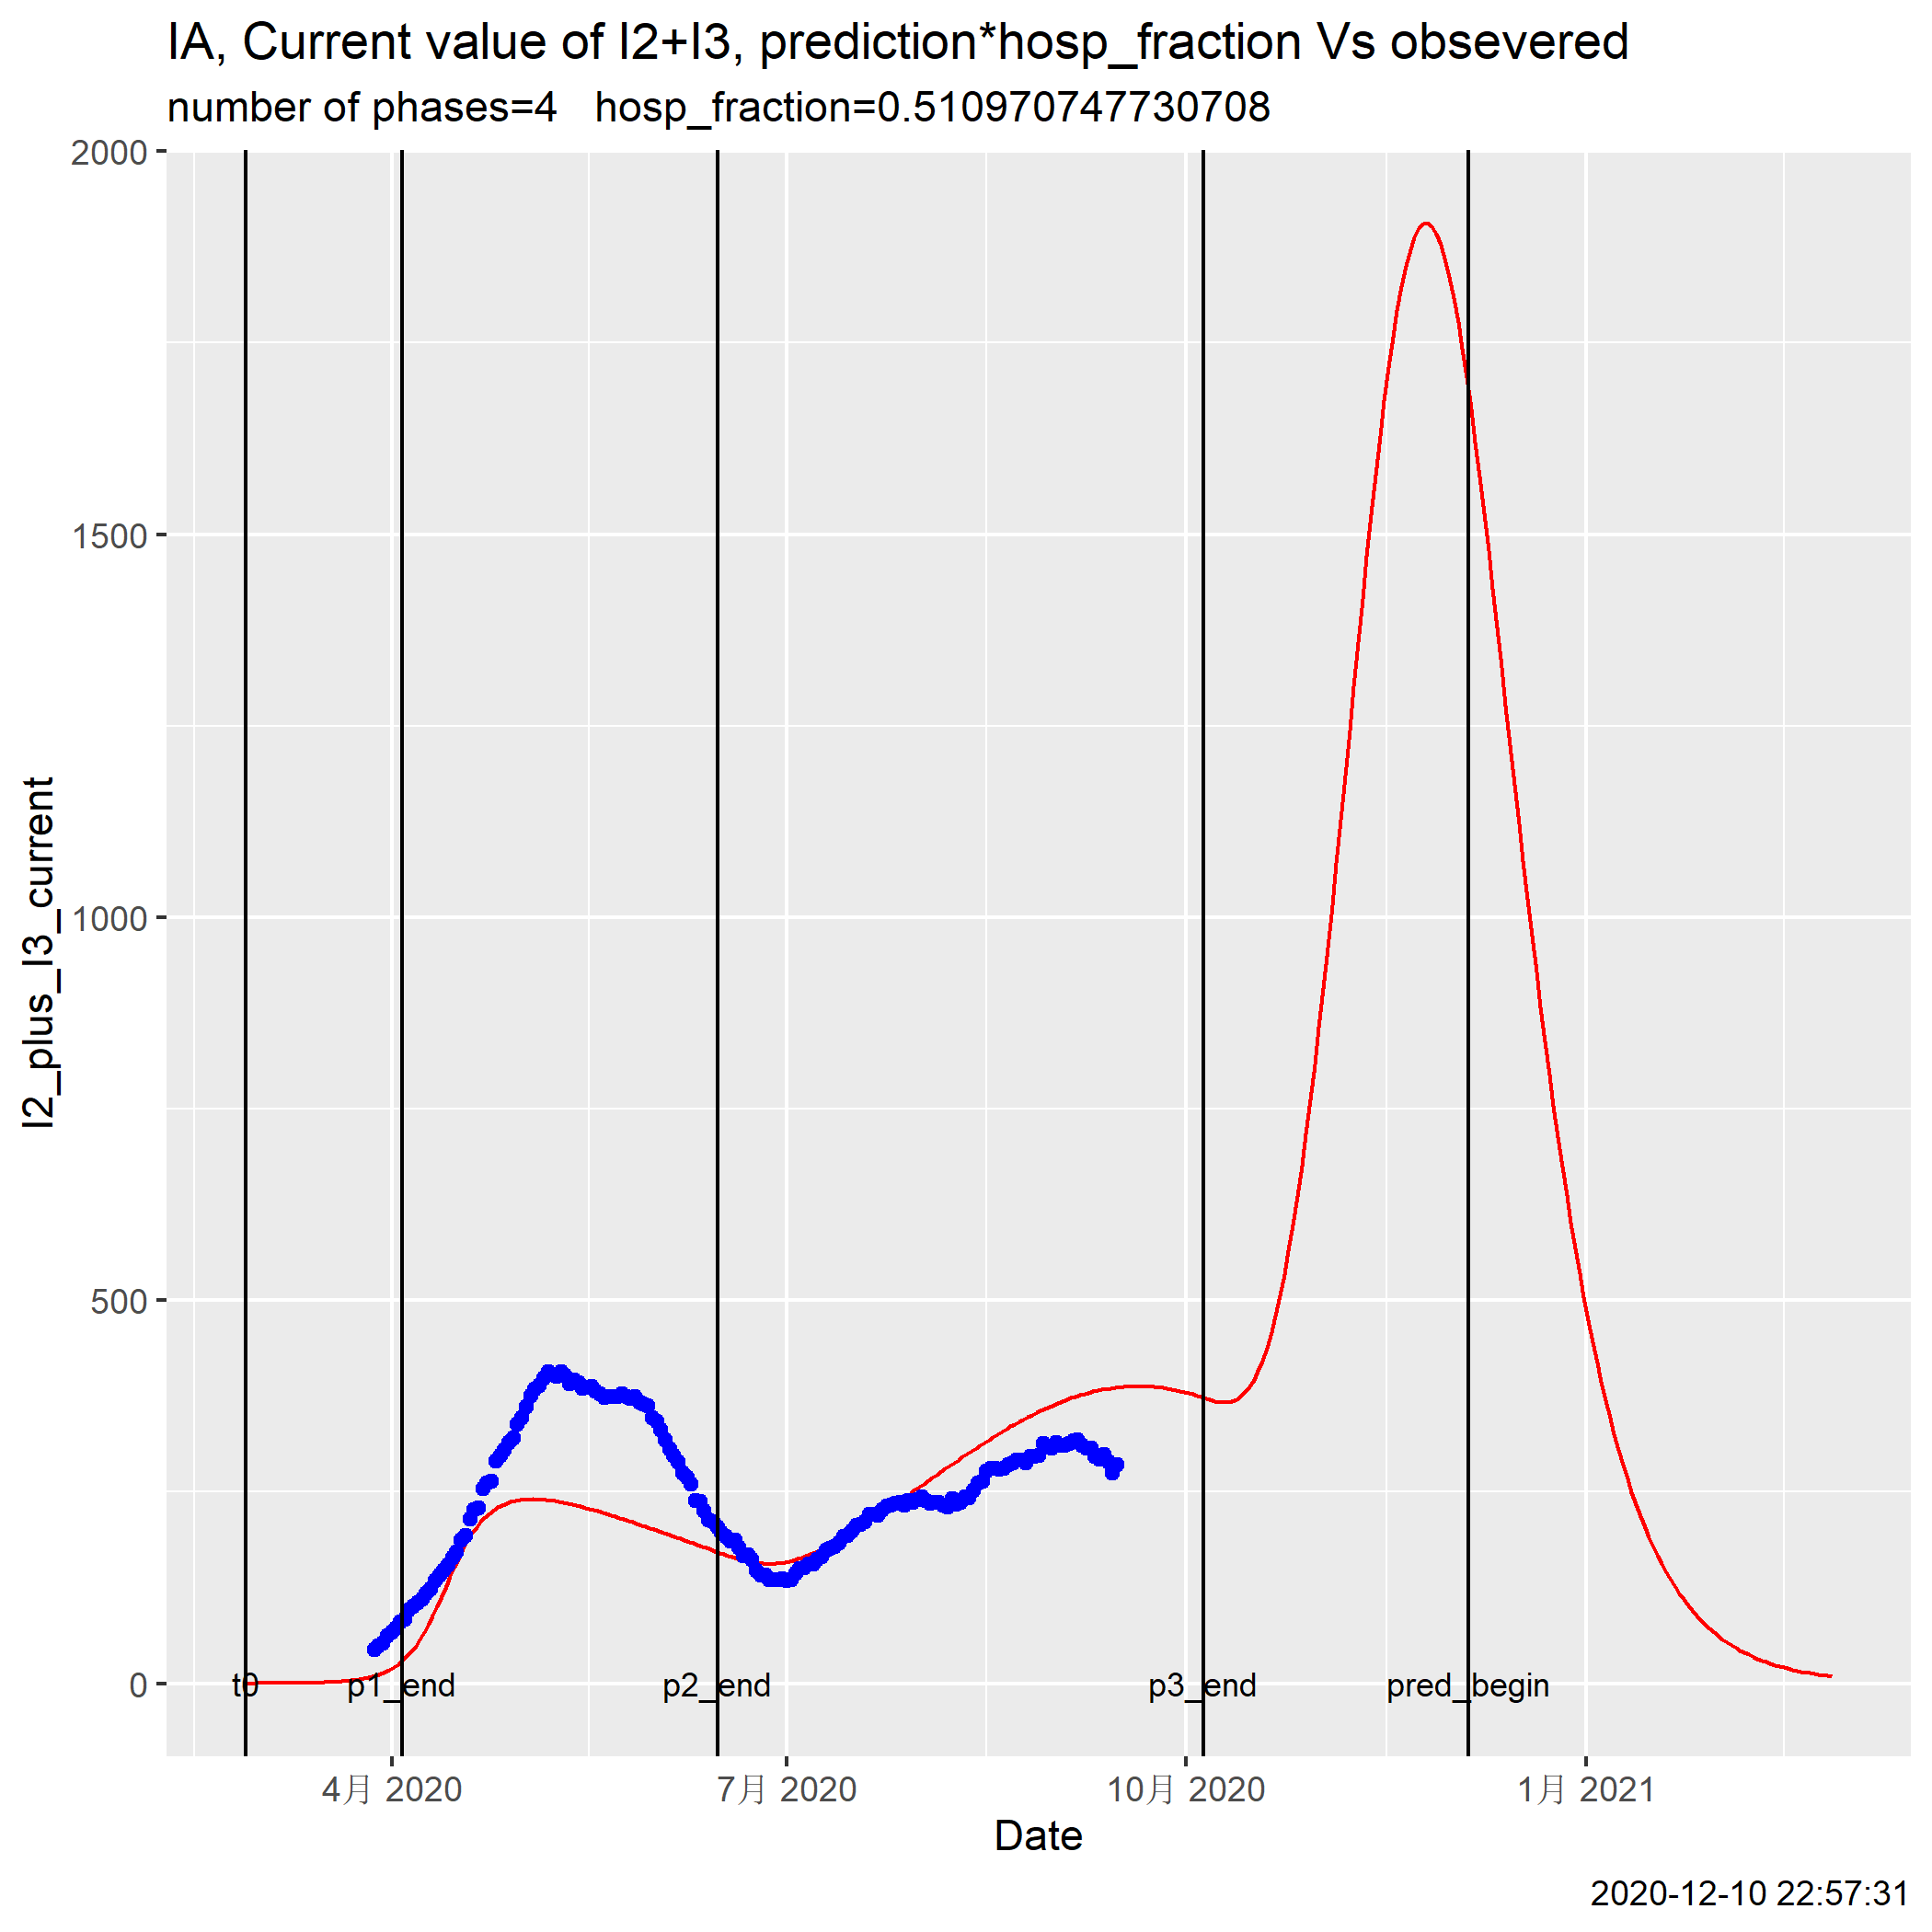 IA, Current value of I2+I3, prediction*hosp_fraction Vs obsevered
number of phases=4 hosp_fraction=0.510970747730708
2000
1500
1000
500
0
I2_plus_I3_current
t0
p1_end
p2_end
p3_end
pred_begin
4月 2020
7月 2020
10月 2020
1月 2021
Date
2020-12-10 22:57:31